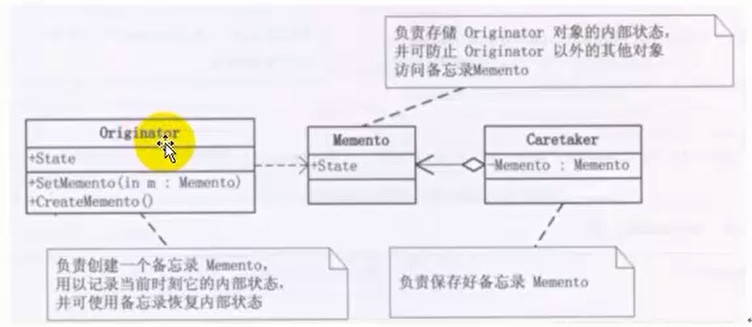 负责存储 Originator 对象的内部状态,
并可防止 Originator 以外的其他对象
访问备忘录Memento
Originator
+State
+SetMemento(in m : Memento)
+CreateMemento()
Memento
+State
Caretaker
-Memento : Memento
负责创建一个备忘录 Memento,
用以记录当前时刻它的内部状态,
并可使用备忘录恢复内部状态
负责保存好备忘录 Memento